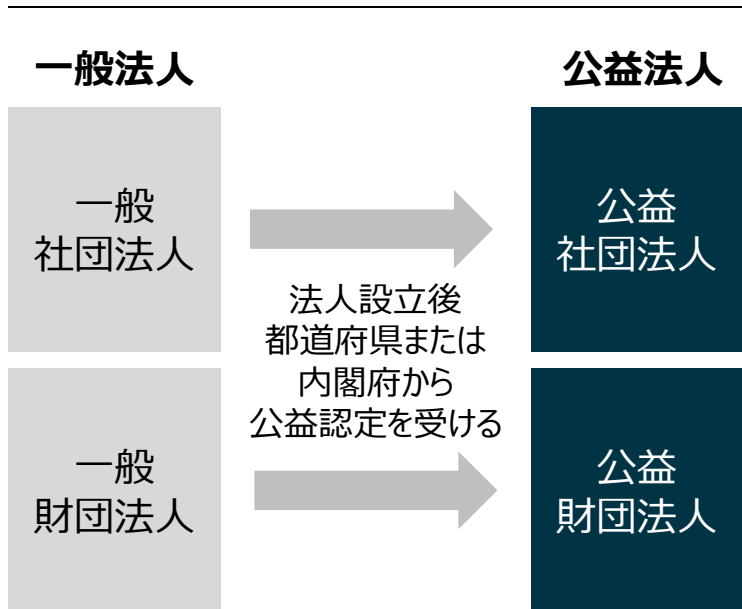 一般法人
公益法人
一般
社団法人
公益
社団法人
法人設立後
都道府県または
内閣府から
公益認定を受ける
一般
財団法人
公益
財団法人